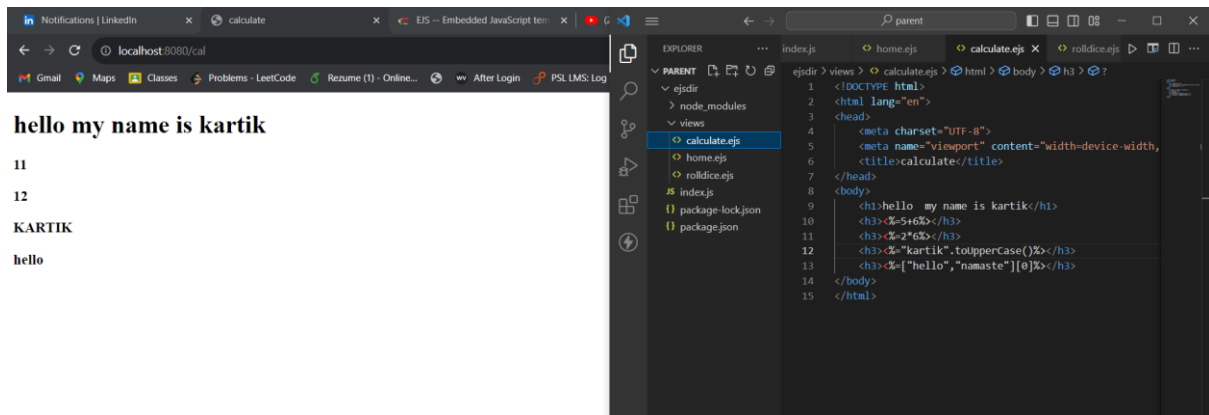 Notifications | LinkedIn
calculate
EJS -- Embedded JavaScript tem
localhost:8080/cal
Gmail Maps Classes Problems - LeetCode Rezume (1) - Online... After Login PSL LMS: Log
hello my name is kartik
11
12
KARTIK
hello
parent
EXPLORER
PARENT
ejsdir
node_modules
views
calculate.ejs
home.ejs
rolldice.ejs
JS index.js
{} package-lock.json
{} package.json
index.js home.ejs calculate.ejs rolldice.ejs
ejsdir > views > calculate.ejs > html > body > h3 > ?
1 <!DOCTYPE html>
2 <html lang="en">
3 <head>
4 <meta charset="UTF-8">
5 <meta name="viewport" content="width=device-width,
6 <title>calculate</title>
7 </head>
8 <body>
9 <h1>hello  my name is kartik</h1>
10 <h3><%=5+6%></h3>
11 <h3><%=2*6%></h3>
12 <h3><%="kartik".toUpperCase()%></h3>
13 <h3><%=["hello","namaste"][0]%></h3>
14 </body>
15 </html>